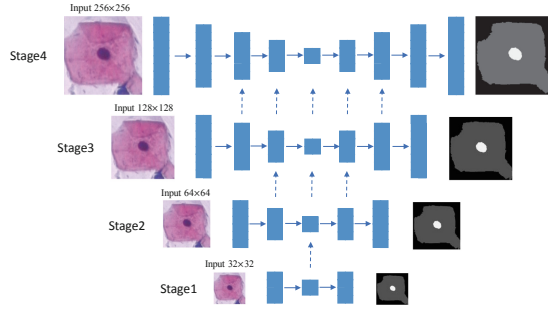 Input 256×256
Stage4
Input 128×128
Stage3
Input 64×64
Stage2
Input 32×32
Stage1